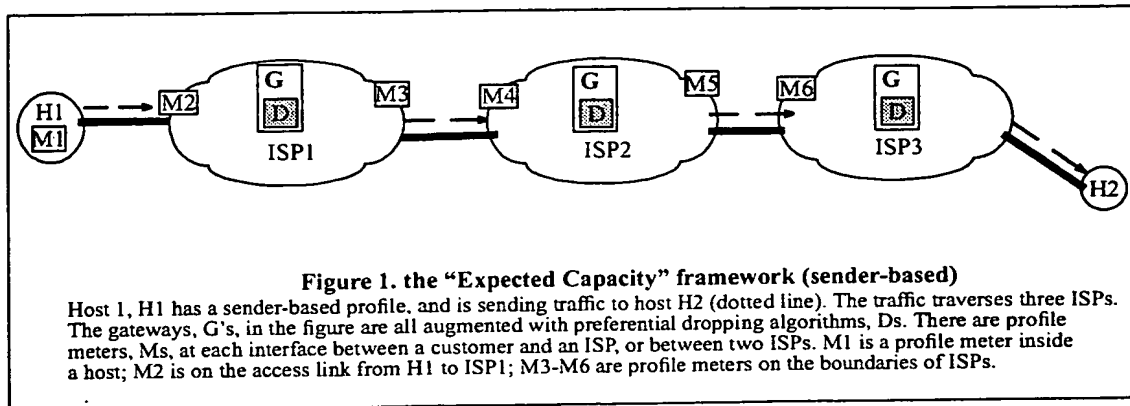 G
G
G
M2
M3
M4
M5
M6
H1
M1
D
D
D
ISP1
ISP2
ISP3
H2
Figure 1. the “Expected Capacity” framework (sender-based)
Host 1, H1 has a sender-based profile, and is sending traffic to host H2 (dotted line). The traffic traverses three ISPs.
The gateways, G's, in the figure are all augmented with preferential dropping algorithms, Ds. There are profile
meters, Ms, at each interface between a customer and an ISP, or between two ISPs. M1 is a profile meter inside
a host; M2 is on the access link from H1 to ISP1; M3-M6 are profile meters on the boundaries of ISPs.